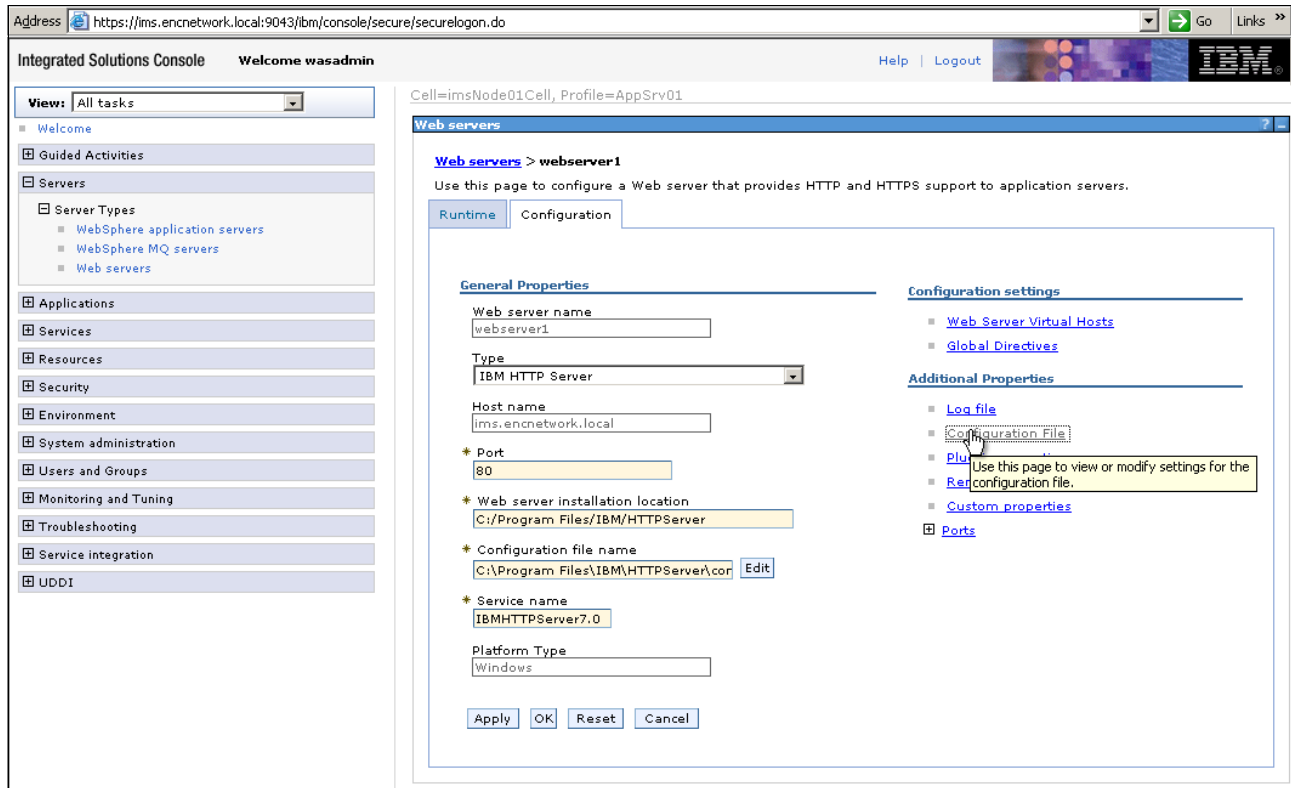 Address https://ims.encnetwork.local:9043/ibm/console/secure/securelogon.do Go Links »
Integrated Solutions Console Welcome wasadmin Help | Logout IBM®
View: All tasks
Welcome
Guided Activities
Servers
Server Types
WebSphere application servers
WebSphere MQ servers
Web servers
Applications
Services
Resources
Security
Environment
System administration
Users and Groups
Monitoring and Tuning
Troubleshooting
Service integration
UDDI
Cell=imsNode01Cell, Profile=AppSrv01
Web servers ? -
Web servers > webserver1
Use this page to configure a Web server that provides HTTP and HTTPS support to application servers.
Runtime Configuration
General Properties
Web server name
webserver1
Type
IBM HTTP Server
Host name
ims.encnetwork.local
* Port
80
* Web server installation location
C:/Program Files/IBM/HTTPServer
* Configuration file name
C:\Program Files\IBM\HTTPServer\cor Edit
* Service name
IBMHTTPServer7.0
Platform Type
Windows
Apply OK Reset Cancel
Configuration settings
Web Server Virtual Hosts
Global Directives
Additional Properties
Log file
Configuration File
Use this page to view or modify settings for the
configuration file.
Custom properties
Ports